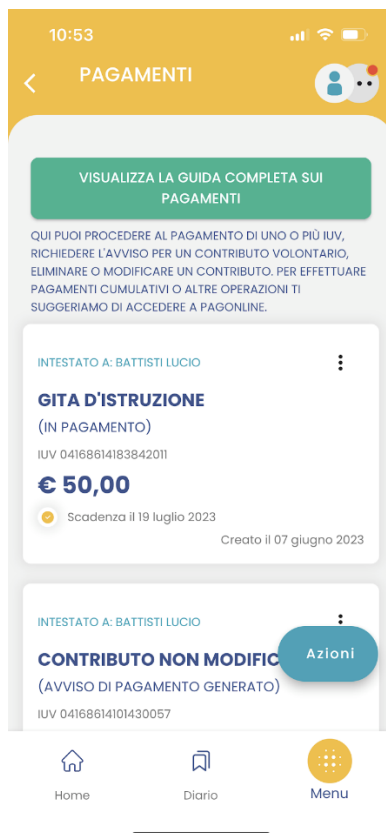 10:53
PAGAMENTI
VISUALIZZA LA GUIDA COMPLETA SUI
PAGAMENTI
QUI PUOI PROCEDERE AL PAGAMENTO DI UNO O PIÙ IUV,
RICHIEDERE L'AVVISO PER UN CONTRIBUTO VOLONTARIO,
ELIMINARE O MODIFICARE UN CONTRIBUTO. PER EFFETTUARE
PAGAMENTI CUMULATIVI O ALTRE OPERAZIONI TI
SUGGERIAMO DI ACCEDERE A PAGONLINE.
INTESTATO A: BATTISTI LUCIO
GITA D'ISTRUZIONE
(IN PAGAMENTO)
IUV 04168614183842011
€ 50,00
Scadenza il 19 luglio 2023
Creato il 07 giugno 2023
INTESTATO A: BATTISTI LUCIO
CONTRIBUTO NON MODIFIC
Azioni
(AVVISO DI PAGAMENTO GENERATO)
IUV 04168614101430057
Home
Diario
Menu